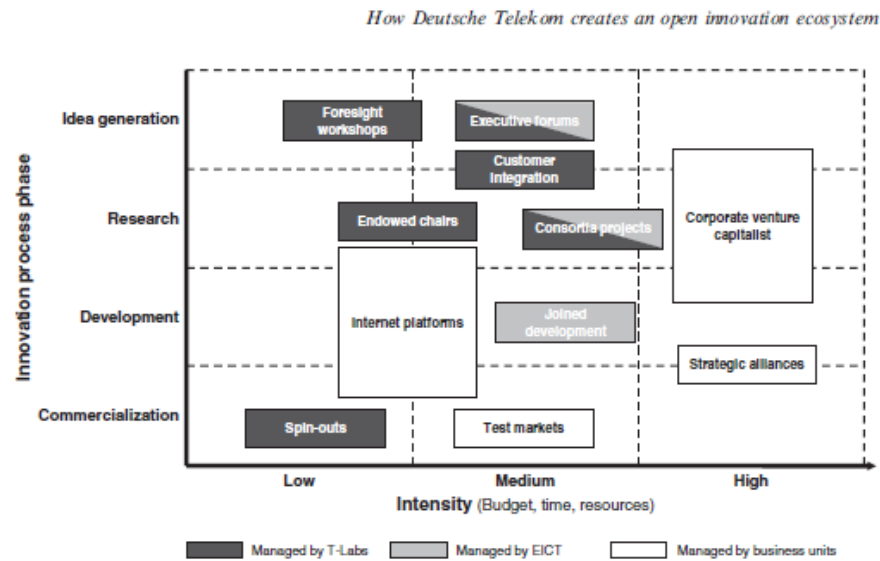 How Deutsche Telekom creates an open innovation ecosystem
Idea generation
Foresight
workshops
Executive forums
Customer
Integration
Research
Endowed chairs
Consortia projects
Corporate venture
capitalist
Innovation process phase
Development
Internet platforms
Joined
development
Strategic alliances
Commercialization
Spin-outs
Test markets
Low
Medium
High
Intensity (Budget, time, resources)
Managed by T-Labs
Managed by EICT
Managed by business units